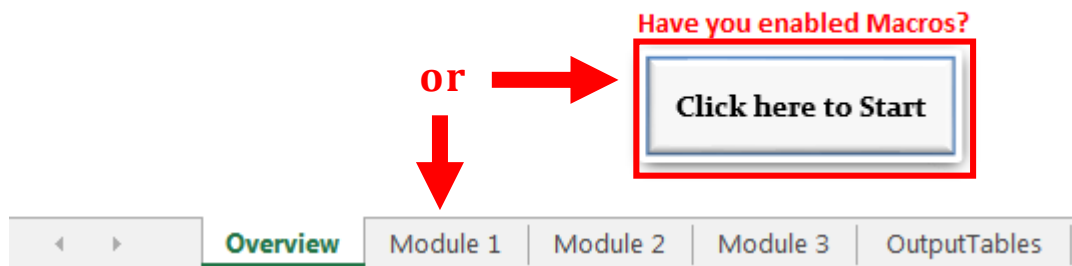 Have you enabled Macros?
or
Click here to Start
Overview Module 1 Module 2 Module 3 OutputTables